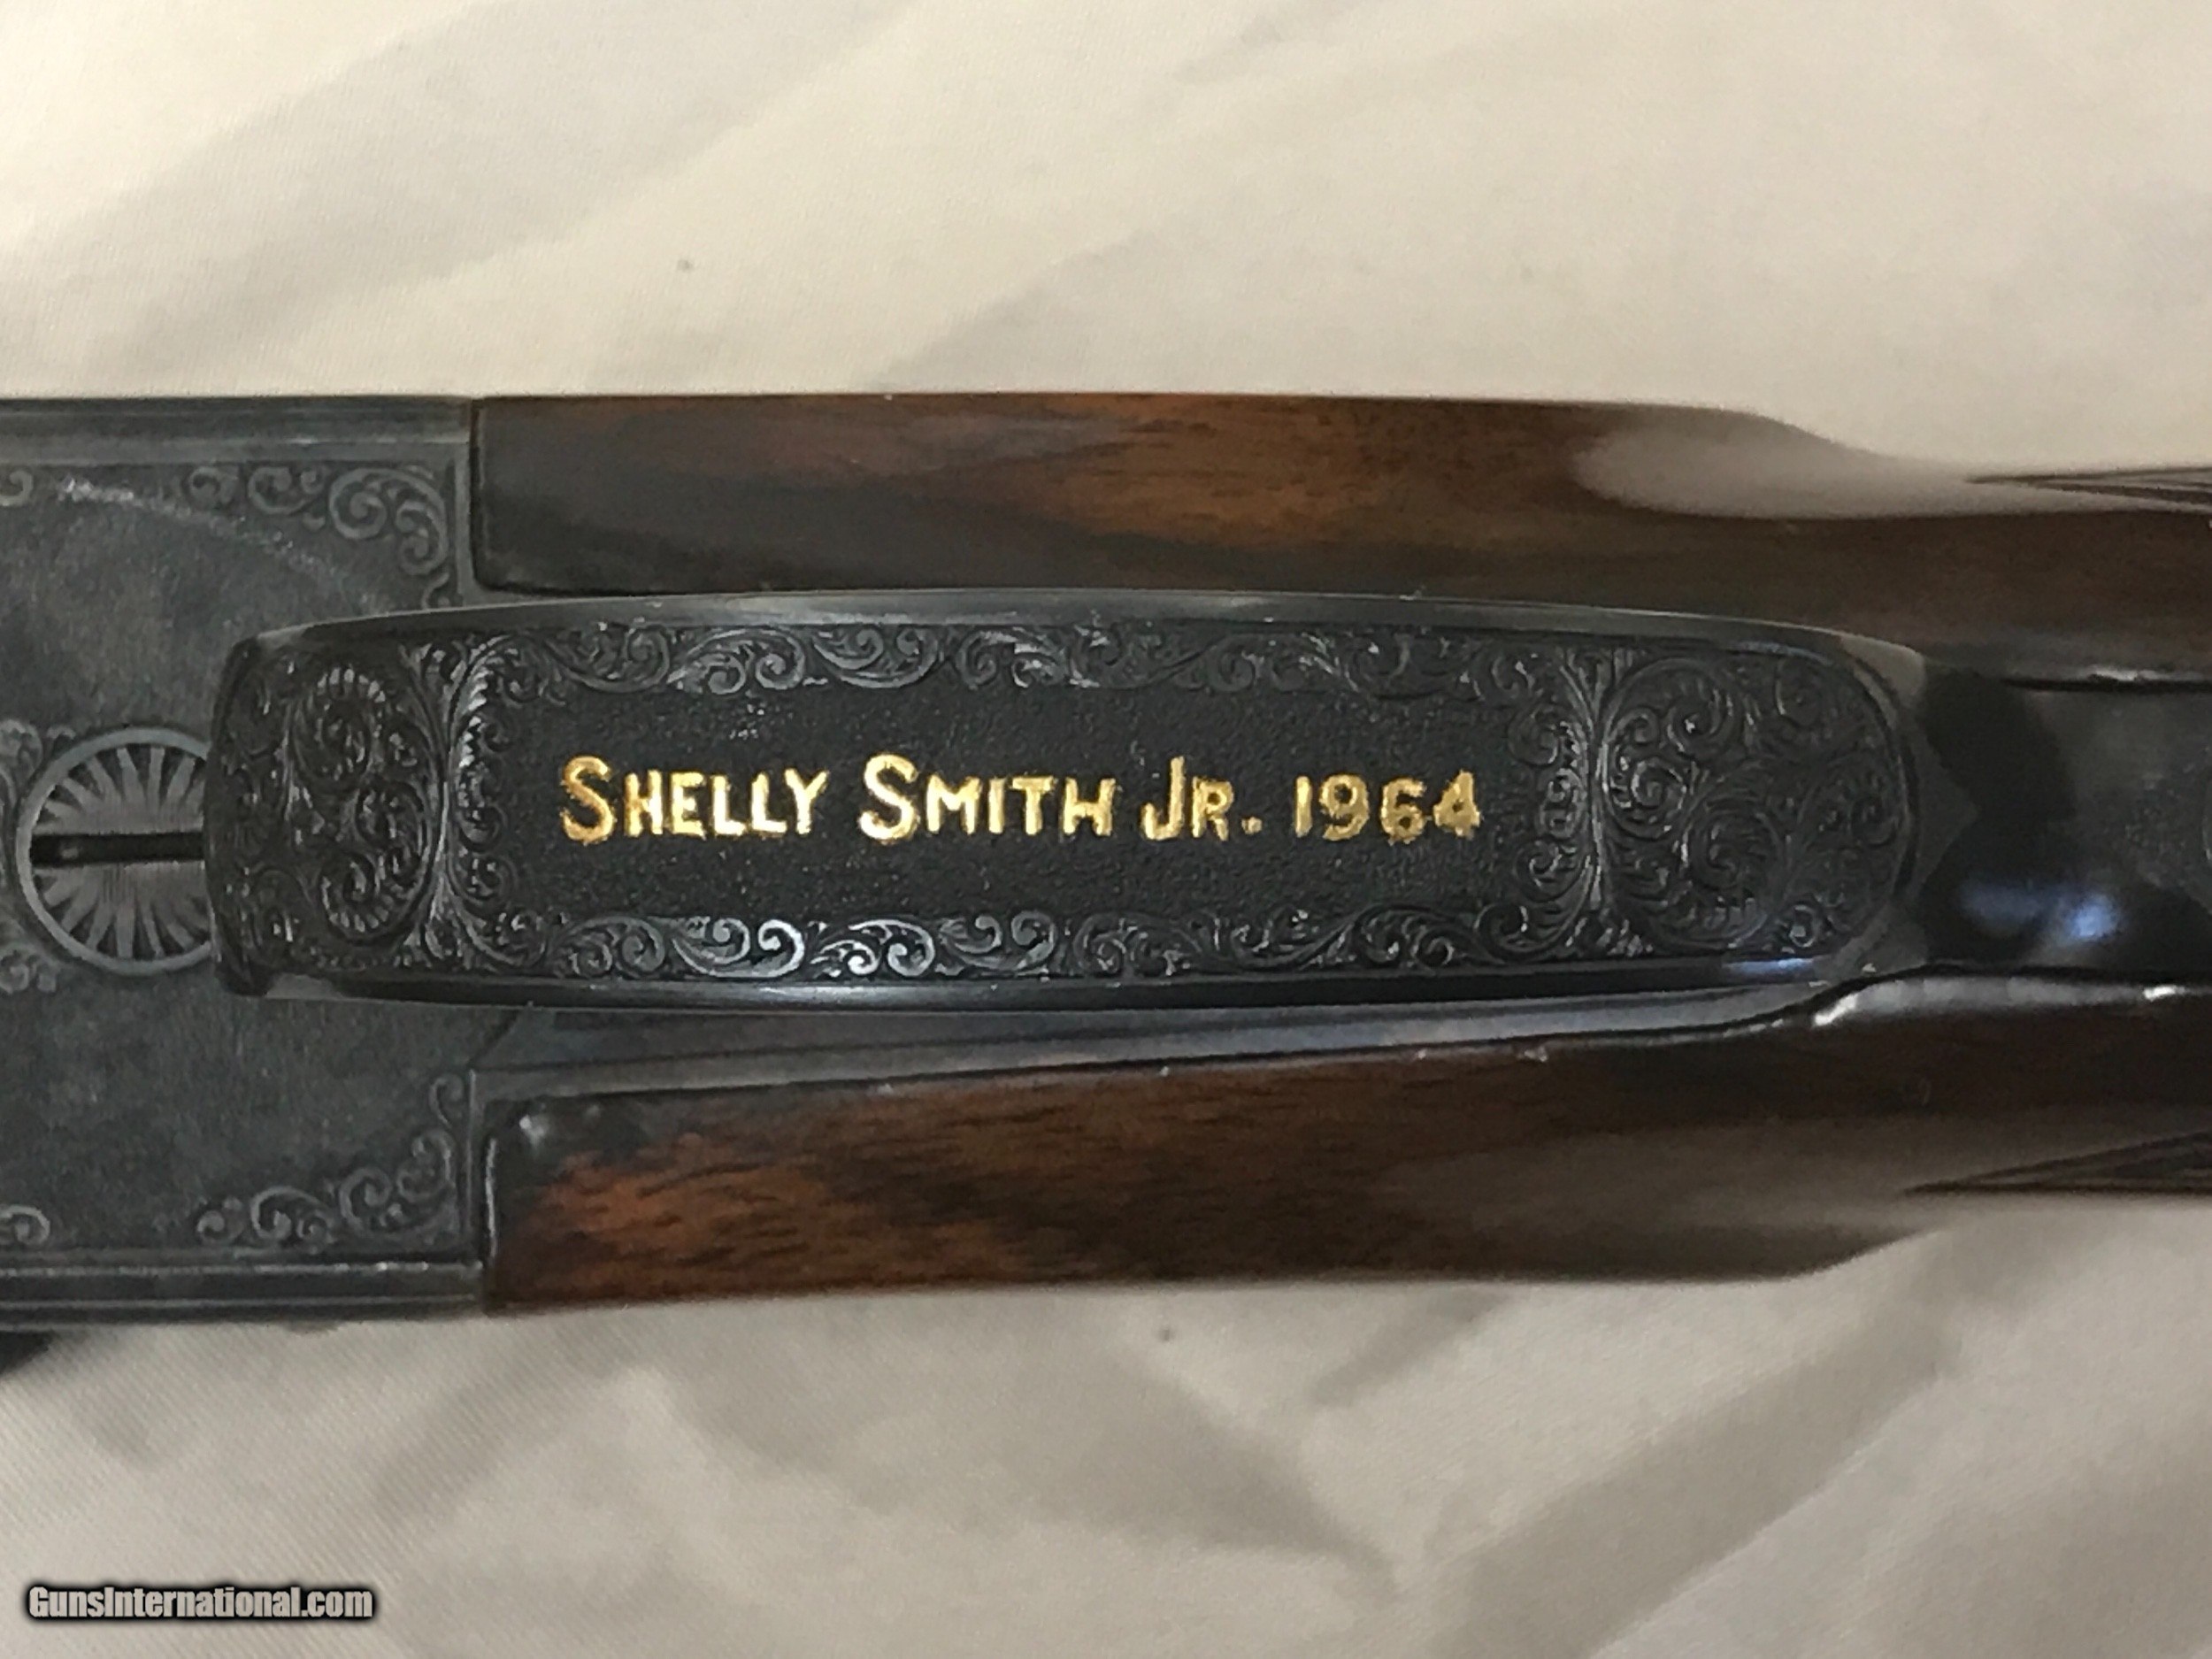 SHELLY SMITH JR. 1964
GunsInternational.com